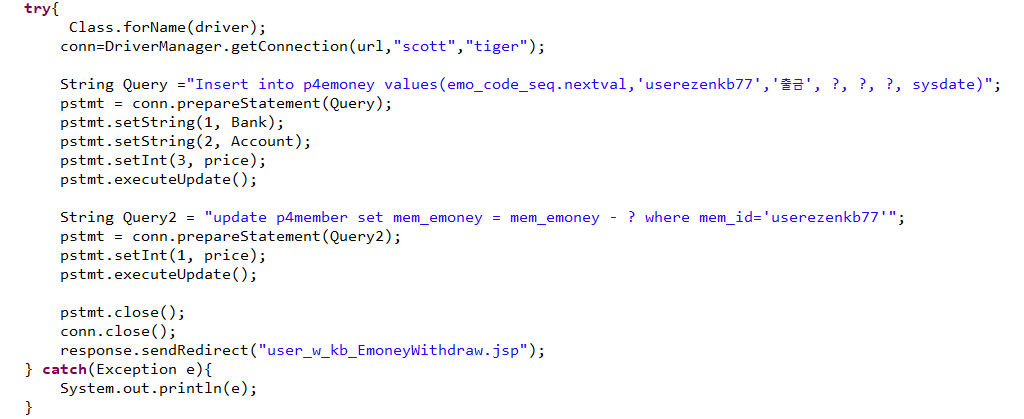 try{
Class.forName(driver);
conn=DriverManager.getConnection(url,"scott","tiger");
String Query ="Insert into p4emoney values(emo_code_seq.nextval,'userezenkb77','출금', ?, ?, ?, sysdate)";
pstmt = conn.prepareStatement(Query);
pstmt.setString(1, Bank);
pstmt.setString(2, Account);
pstmt.setInt(3, price);
pstmt.executeUpdate();
String Query2 = "update p4member set mem_emoney = mem_emoney - ? where mem_id='userezenkb77'";
pstmt = conn.prepareStatement(Query2);
pstmt.setInt(1, price);
pstmt.executeUpdate();
pstmt.close();
conn.close();
response.sendRedirect("user_w_kb_EmoneyWithdraw.jsp");
} catch(Exception e){
System.out.println(e);
}